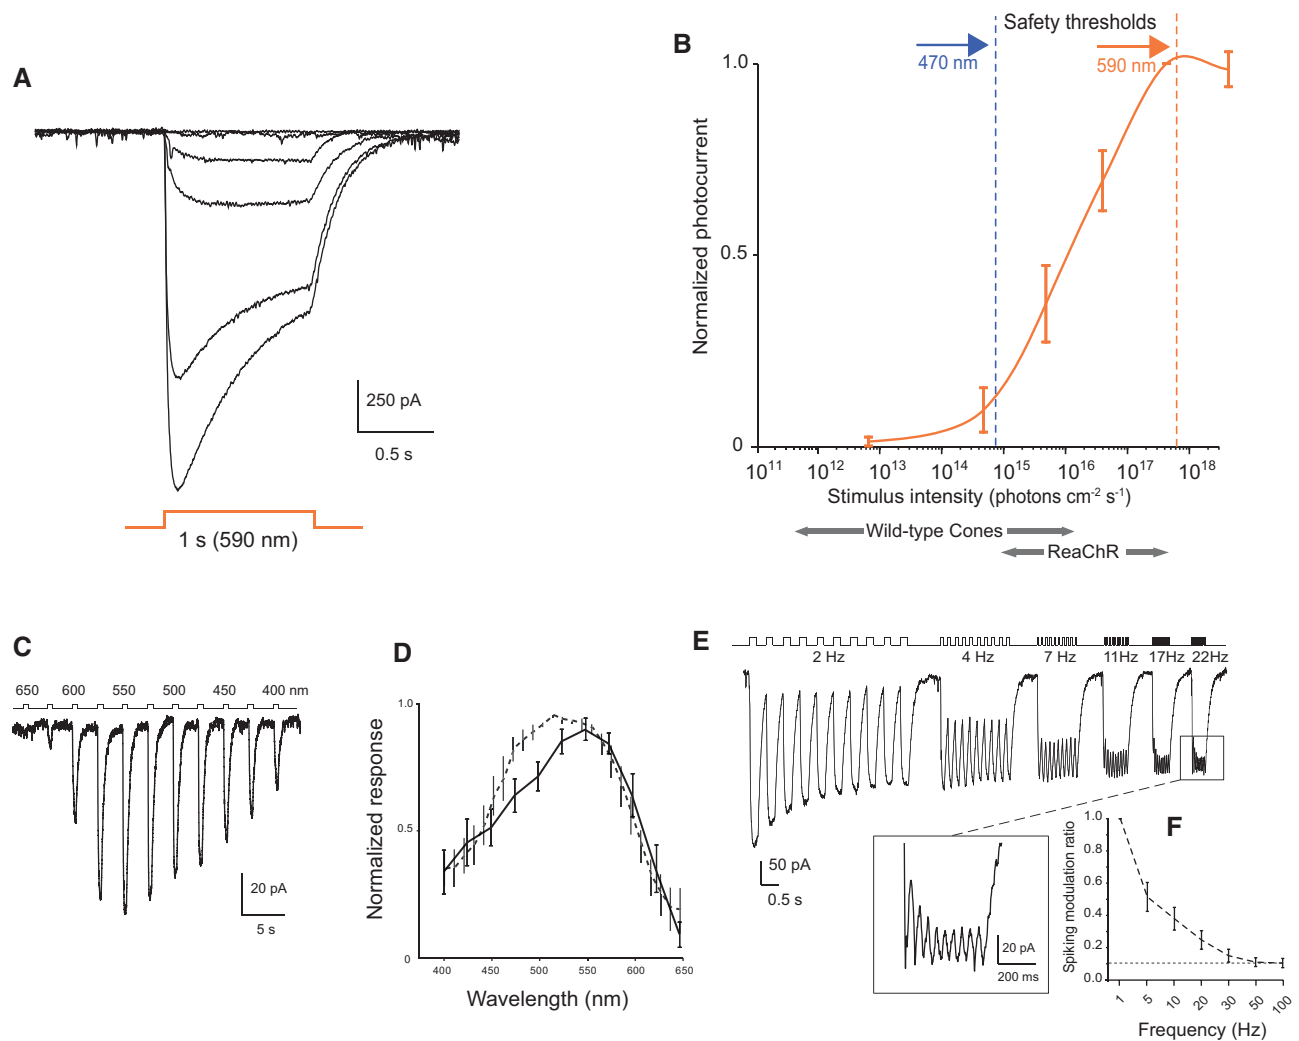 A
250 pA
0.5 s
1 s (590 nm)
B
Safety thresholds
470 nm
590 nm
Normalized photocurrent
1.0
0.5
0
10¹¹ 10¹² 10¹³ 10¹⁴ 10¹⁵ 10¹⁶ 10¹⁷ 10¹⁸
Stimulus intensity (photons cm⁻² s⁻¹)
Wild-type Cones
ReaChR
C
650 600 550 500 450 400 nm
20 pA
5 s
D
Normalized response
1.0
0.5
0
400 450 500 550 600 650
Wavelength (nm)
E
2 Hz 4 Hz 7 Hz 11Hz 17Hz 22Hz
50 pA
0.5 s
20 pA
200 ms
F
Spiking modulation ratio
1.0
0.8
0.6
0.4
0.2
0.0
1 5 10 20 30 50 100
Frequency (Hz)